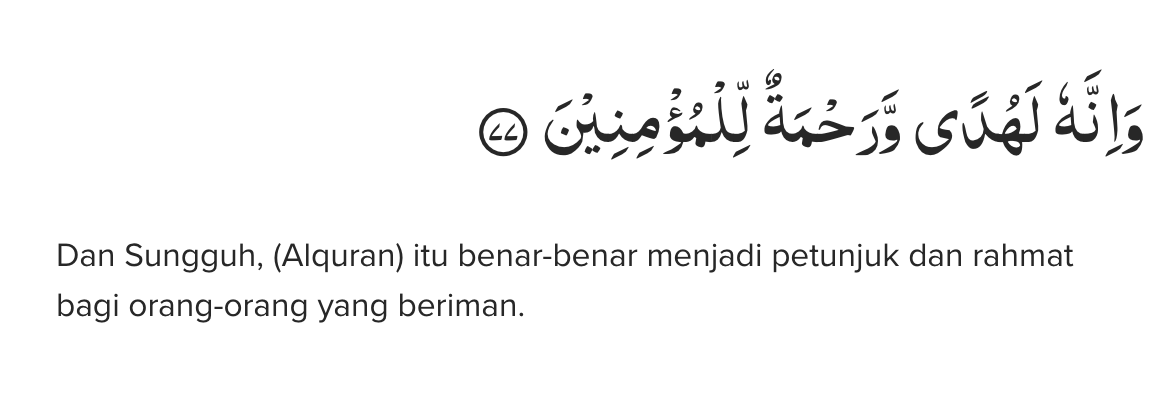 وَاِنَّهٗ لَهُدًى وَّرَحْمَةٌ لِّلْمُؤْمِنِيْنَ ٧٧
Dan Sungguh, (Alquran) itu benar-benar menjadi petunjuk dan rahmat
bagi orang-orang yang beriman.